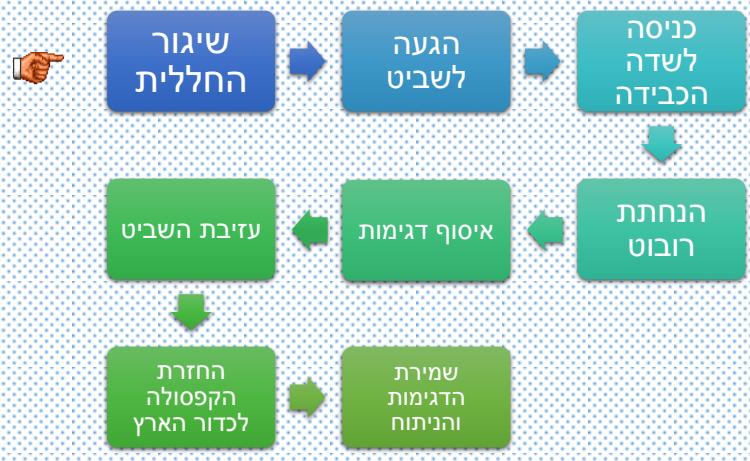 שיגור
החללית
הגעה
לשביט
כניסה
לשדה
הכבידה
הנחתת
רובוט
איסוף דגימות
עזיבת השביט
החזרת
הקפסולה
לכדור הארץ
שמירת
הדגימות
והניתוח